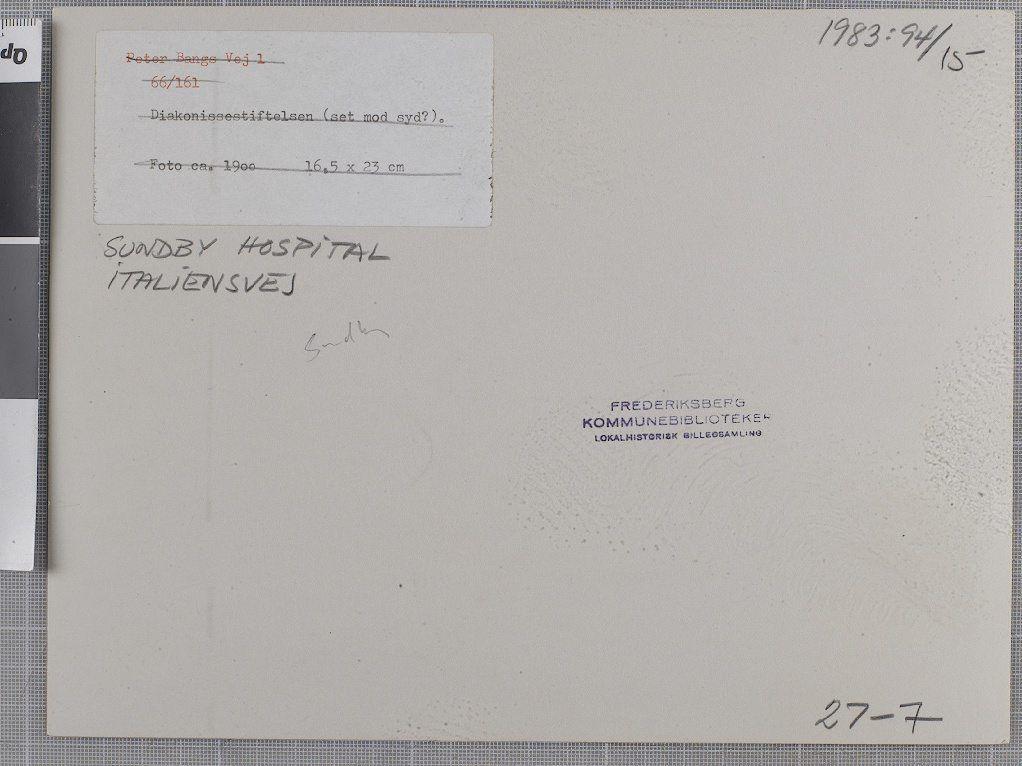 1983:94/15
Peter Bangs Vej 1
66/161
Diakonissestiftelsen (set mod syd?).
Foto ca. 19oo 16,5 x 23 cm
SUNDBY HOSPITAL
ITALIENSVEJ
FREDERIKSBERG
KOMMUNEBIBLIOTEKER
LOKALHISTORISK BILLEDSAMLING
27-7